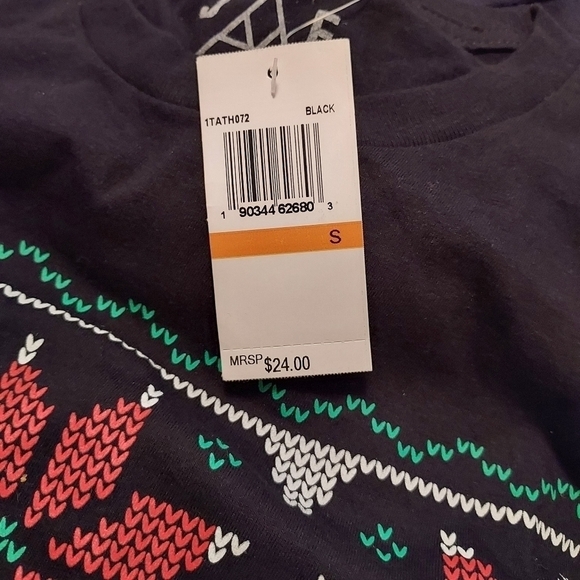 1TATH072 BLACK
1 90344 62680 3
S
MRSP $24.00